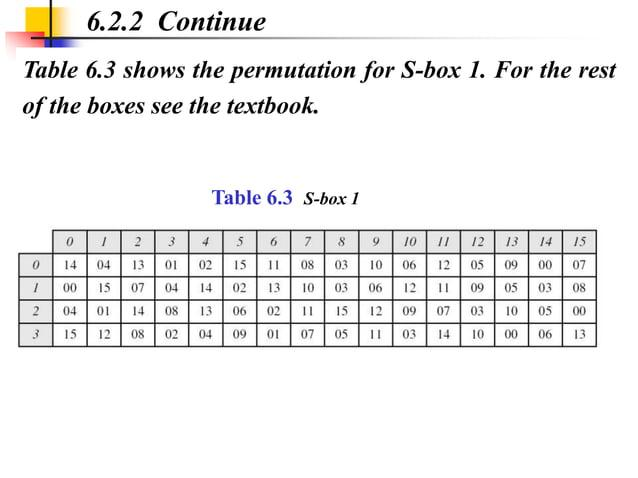 6.2.2 Continue
Table 6.3 shows the permutation for S-box 1. For the rest
of the boxes see the textbook.
Table 6.3 S-box 1
0 1 2 3 4 5 6 7 8 9 10 11 12 13 14 15
0 14 04 13 01 02 15 11 08 03 10 06 12 05 09 00 07
1 00 15 07 04 14 02 13 10 03 06 12 11 09 05 03 08
2 04 01 14 08 13 06 02 11 15 12 09 07 03 10 05 00
3 15 12 08 02 04 09 01 07 05 11 03 14 10 00 06 13